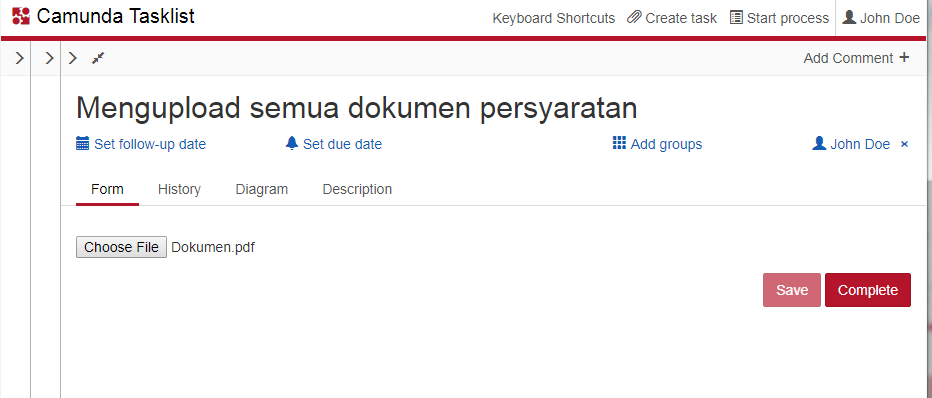 Camunda Tasklist Keyboard Shortcuts Create task Start process John Doe
Add Comment +
Mengupload semua dokumen persyaratan
Set follow-up date Set due date Add groups John Doe ×
Form History Diagram Description
Choose File Dokumen.pdf
Save Complete